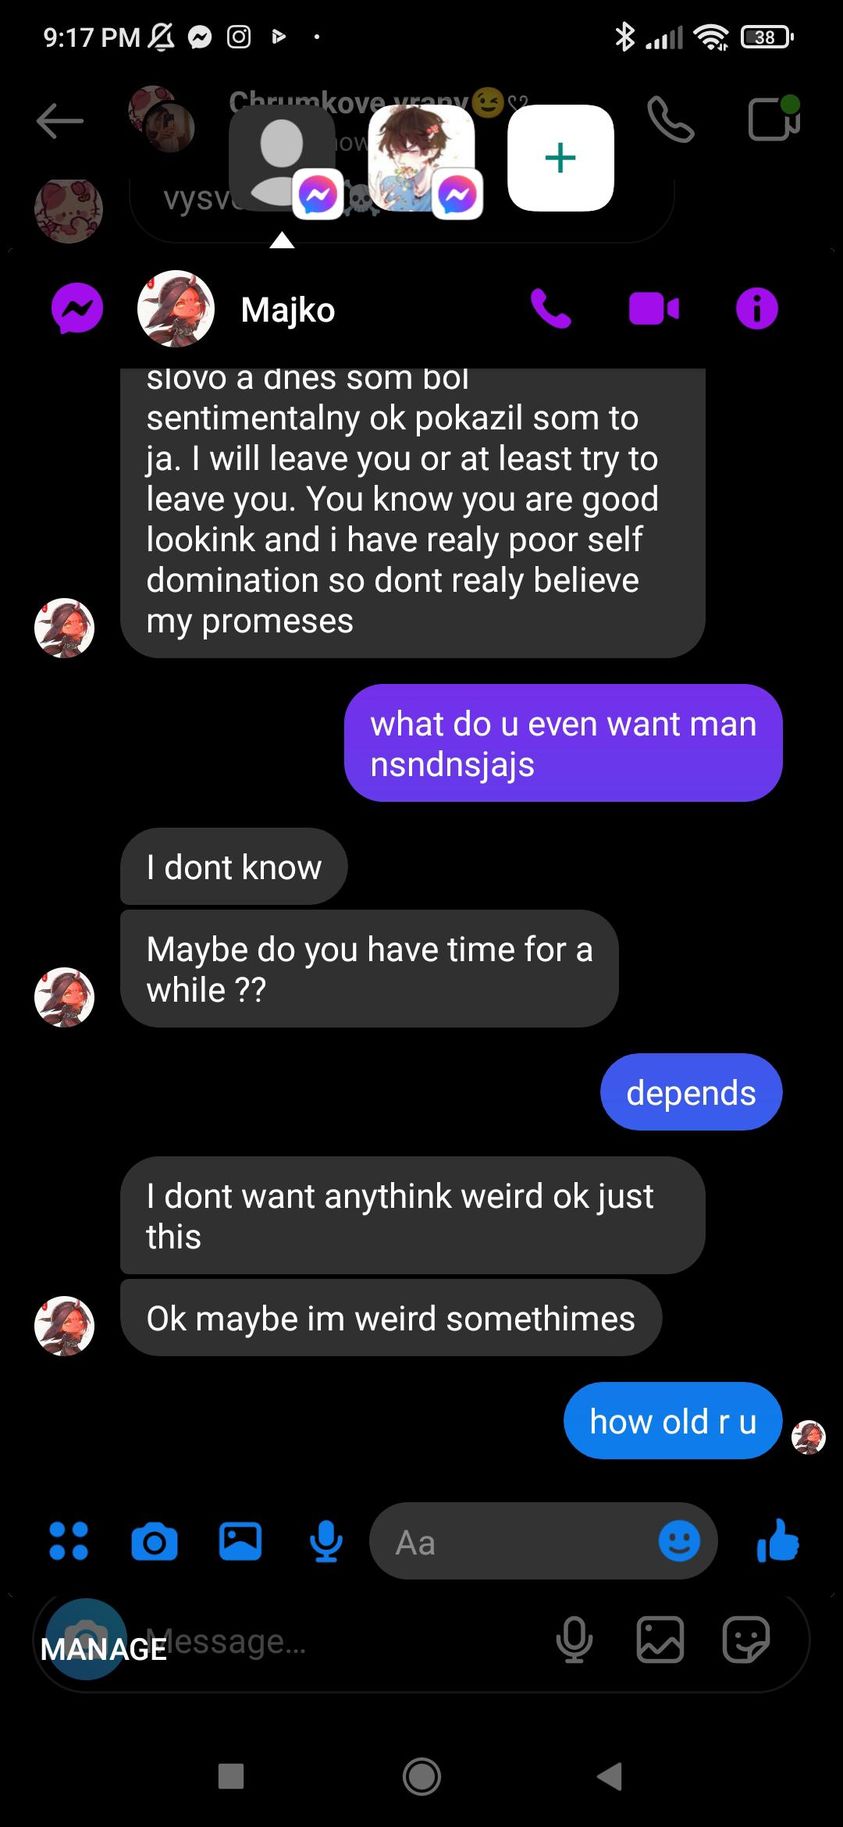 9:17 PM
38
Chrumkove vrany😉
now
vysv
Majko
slovo a dnes som bol
sentimentalny ok pokazil som to
ja. I will leave you or at least try to
leave you. You know you are good
lookink and i have realy poor self
domination so dont realy believe
my promeses
what do u even want man
nsndnsjajs
I dont know
Maybe do you have time for a
while ??
depends
I dont want anythink weird ok just
this
Ok maybe im weird somethimes
how old r u
Aa
MANAGE
Message...